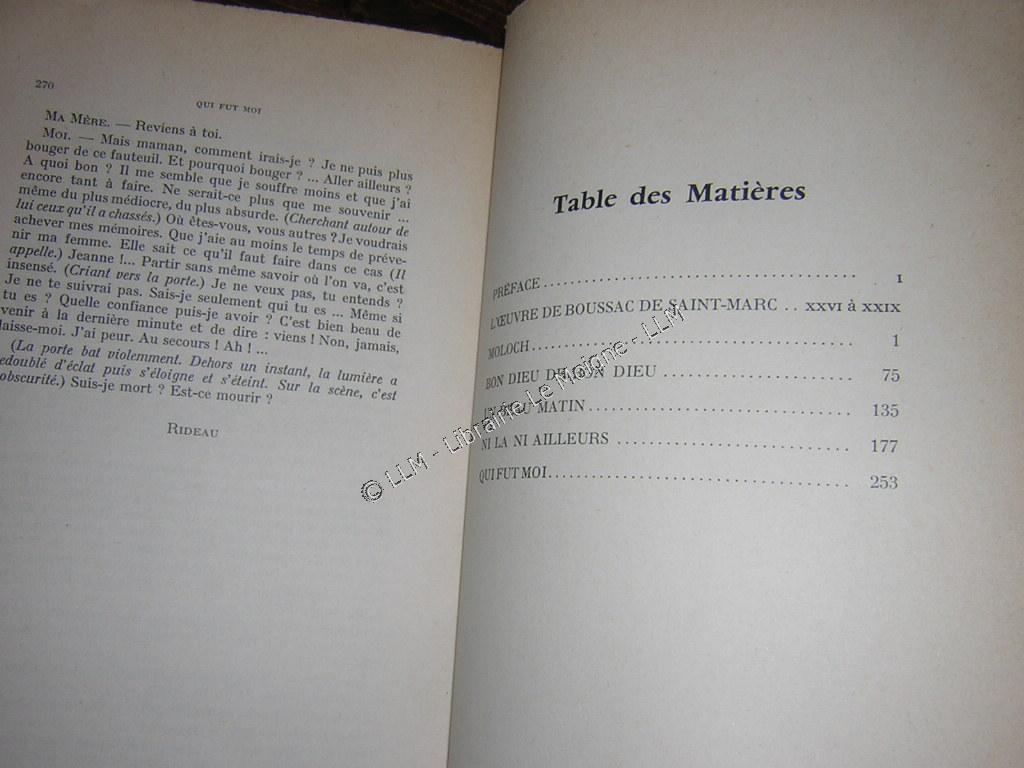 270
QUI FUT MOI
MA MÈRE. — Reviens à toi.
MOI. — Mais maman, comment irais-je ? Je ne puis plus
bouger de ce fauteuil. Et pourquoi bouger ? ... Aller ailleurs ?
A quoi bon ? Il me semble que je souffre moins et que j'ai
encore tant à faire. Ne serait-ce plus que me souvenir ...
même du plus médiocre, du plus absurde. (Cherchant autour de
lui ceux qu'il a chassés.) Où êtes-vous, vous autres ? Je voudrais
achever mes mémoires. Que j'aie au moins le temps de préve-
nir ma femme. Elle sait ce qu'il faut faire dans ce cas (Il
appelle.) Jeanne !... Partir sans même savoir où l'on va, c'est
insensé. (Criant vers la porte.) Je ne veux pas, tu entends ?
Je ne te suivrai pas. Sais-je seulement qui tu es ... Même si
tu es ? Quelle confiance puis-je avoir ? C'est bien beau de
venir à la dernière minute et de dire : viens ! Non, jamais,
laisse-moi. J'ai peur. Au secours ! Ah ! ...
(La porte bat violemment. Dehors un instant, la lumière a
redoublé d'éclat puis s'éloigne et s'éteint. Sur la scène, c'est
obscurité.) Suis-je mort ? Est-ce mourir ?
RIDEAU
Table des Matières
PRÉFACE ........................................ I
L'ŒUVRE DE BOUSSAC DE SAINT-MARC .. XXVI à XXIX
MOLOCH ........................................ 1
BON DIEU DE BON DIEU .................... 75
MATIN .............................. 135
NI LA NI AILLEURS ........................ 177
QUI FUT MOI .................................. 253
© LLM - Librairie Le Moigne - LLM